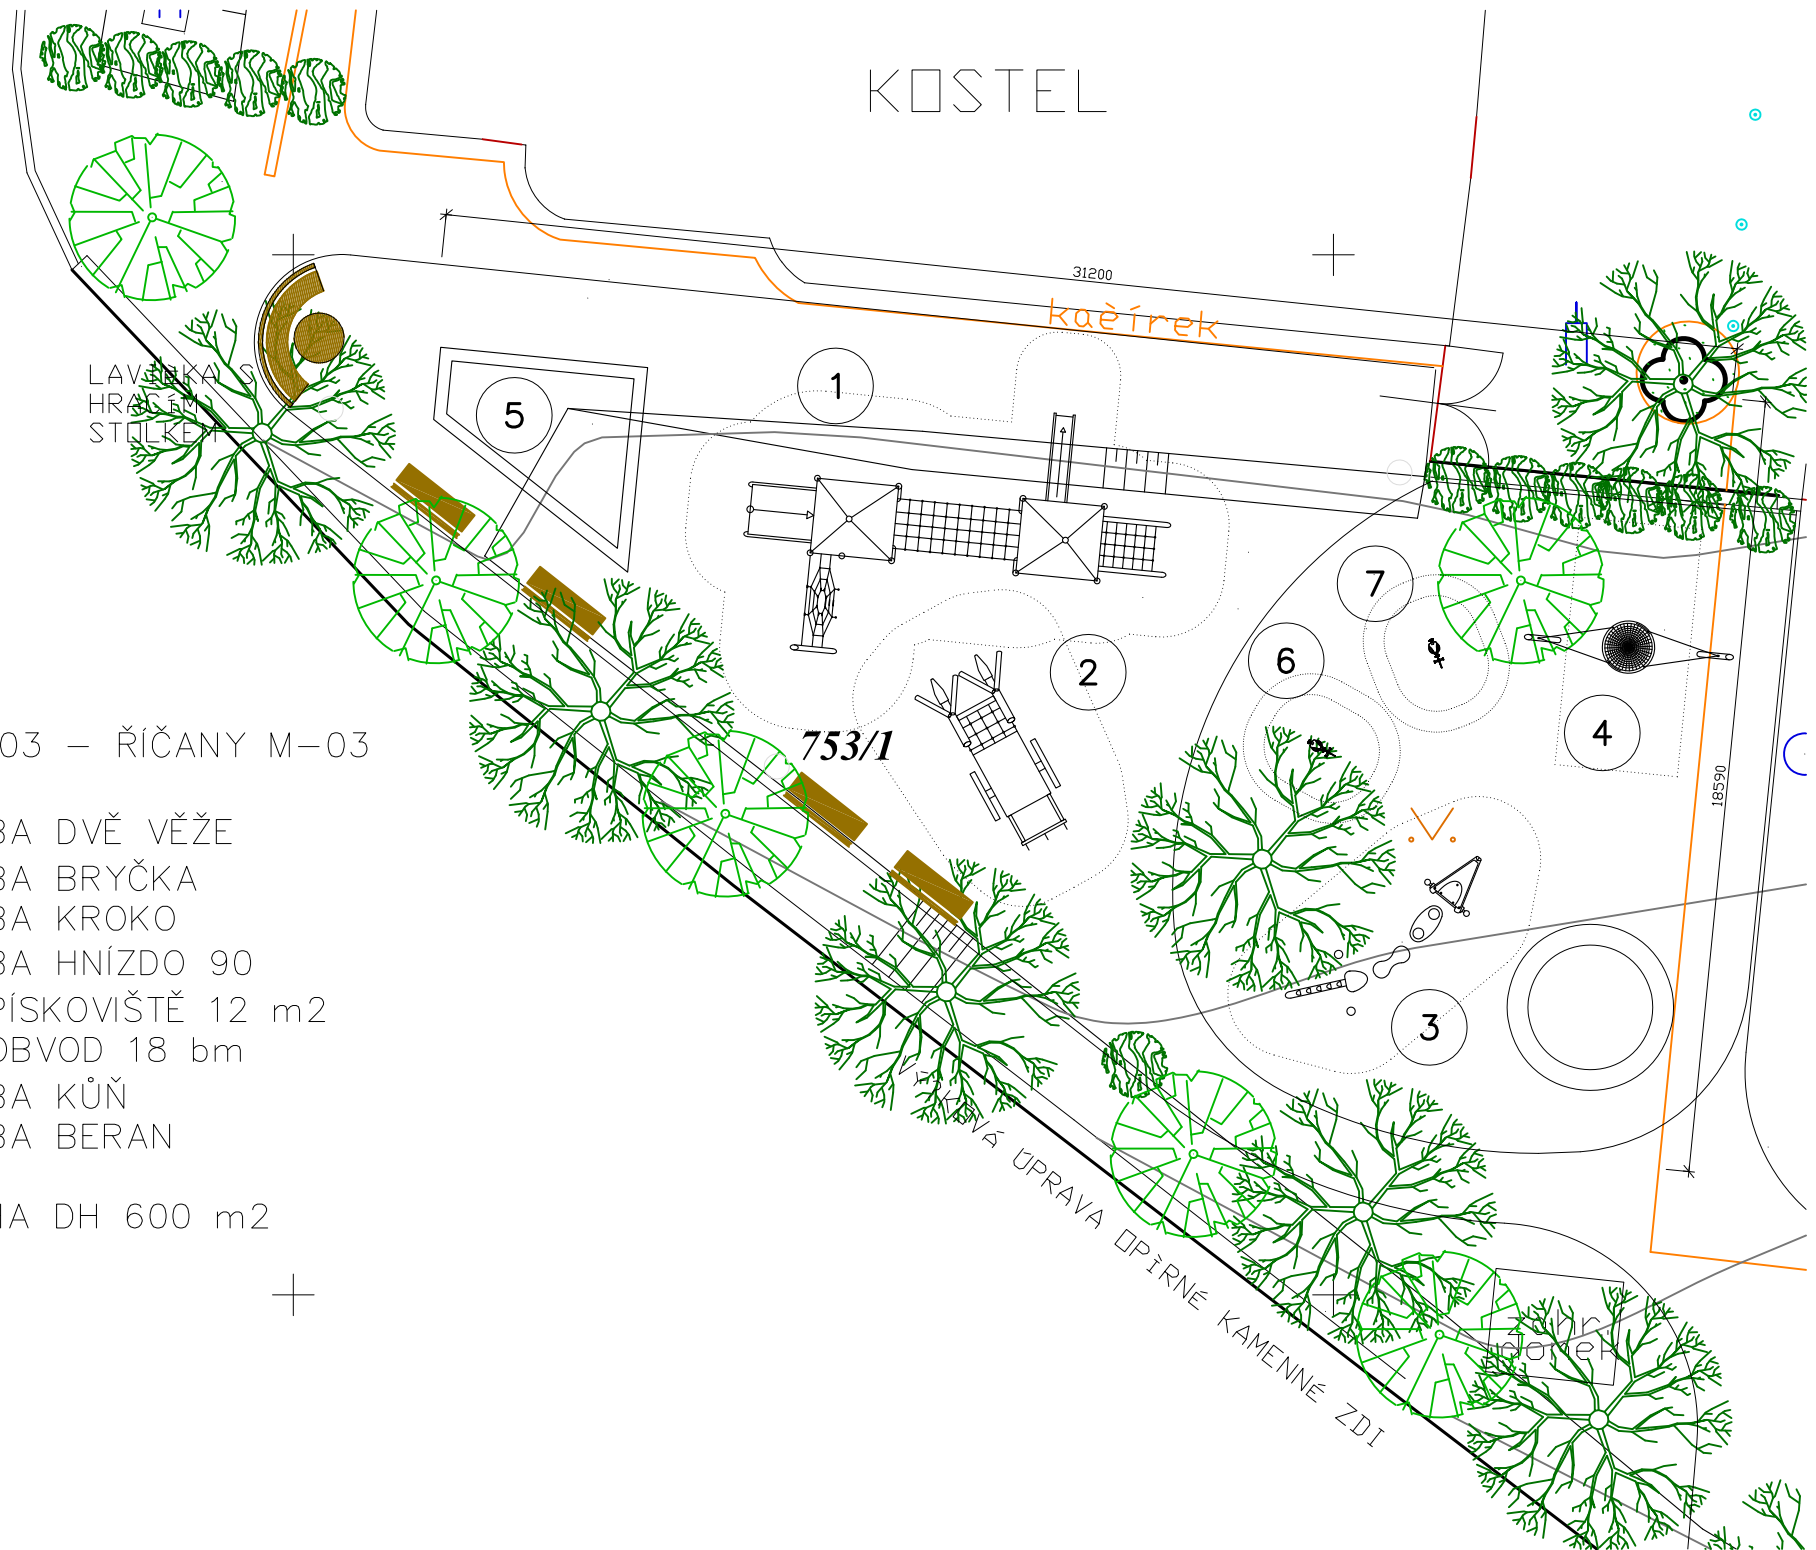 KOSTEL
31200
kaèírek
1
5
LAVIČKA S
HRACÍM
STOLKEM
7
6
2
4
753/1
18590
3
03 – ŘÍČANY M–03
BA DVĚ VĚŽE
BA BRYČKA
BA KROKO
BA HNÍZDO 90
PÍSKOVIŠTĚ 12 m2
OBVOD 18 bm
BA KŮŇ
BA BERAN
HA DH 600 m2
ÚPRAVA OPÌRNÉ KAMENNÉ ZDI
zahr.
domek